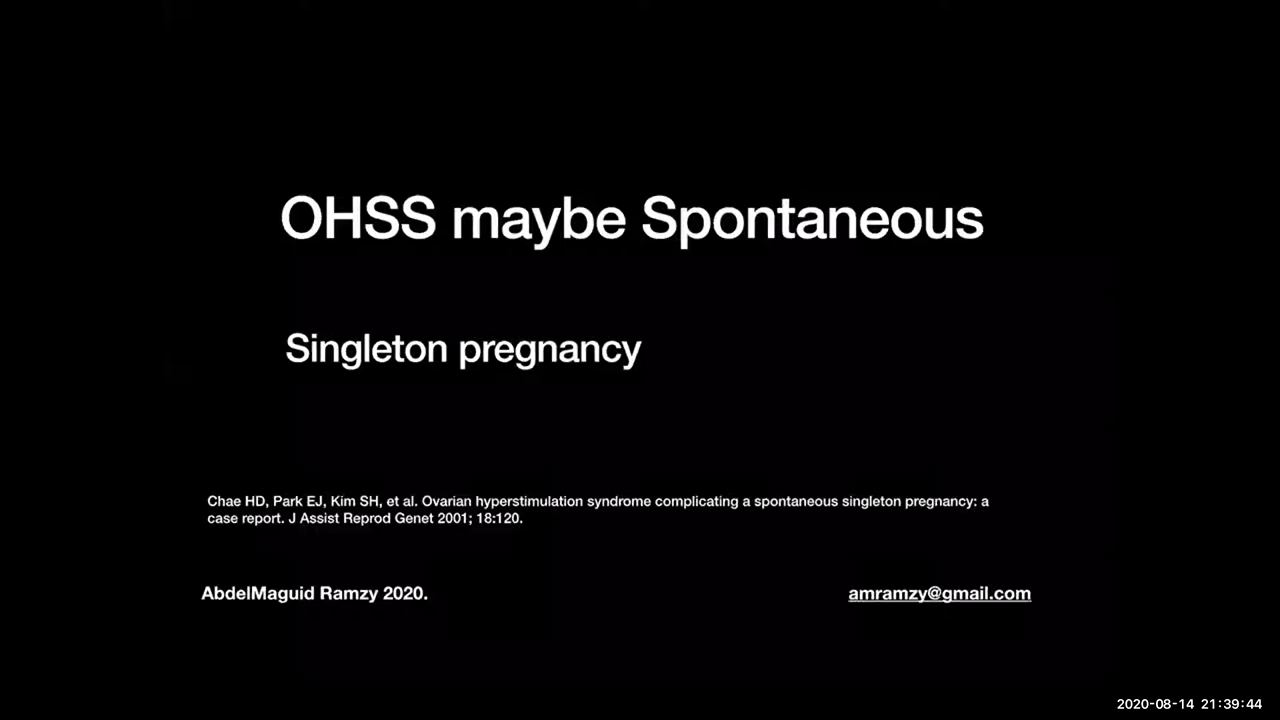 OHSS maybe Spontaneous
Singleton pregnancy
Chae HD, Park EJ, Kim SH, et al. Ovarian hyperstimulation syndrome complicating a spontaneous singleton pregnancy: a
case report. J Assist Reprod Genet 2001; 18:120.
AbdelMaguid Ramzy 2020.
amramzy@gmail.com
2020-08-14 21:39:44